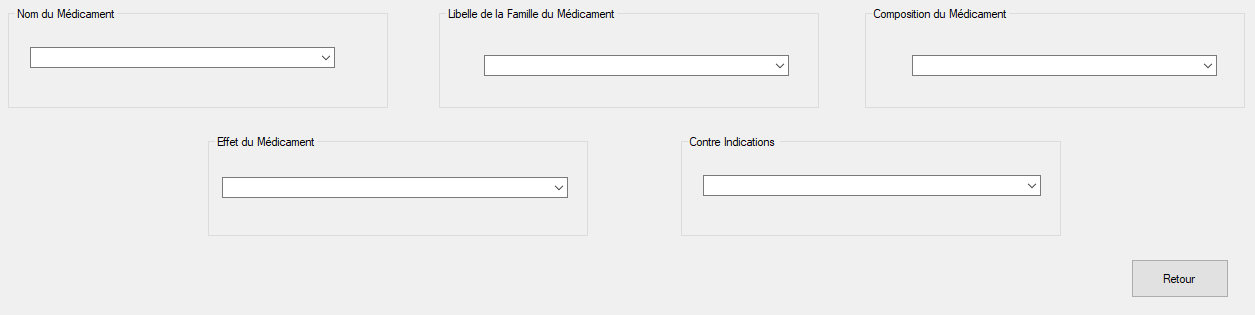 Nom du Médicament
Libelle de la Famille du Médicament
Composition du Médicament
Effet du Médicament
Contre Indications
Retour